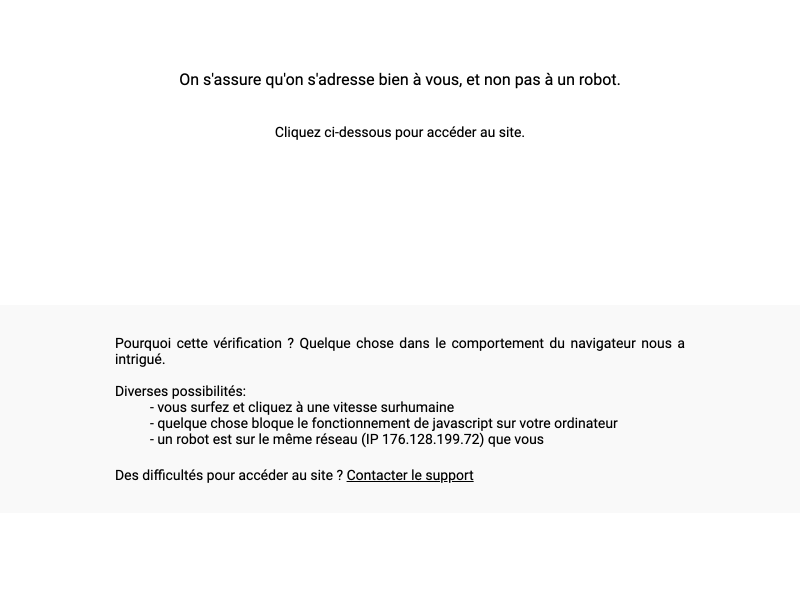 On s'assure qu'on s'adresse bien à vous, et non pas à un robot.
Cliquez ci-dessous pour accéder au site.
Pourquoi cette vérification ? Quelque chose dans le comportement du navigateur nous a
intrigué.
Diverses possibilités:
- vous surfez et cliquez à une vitesse surhumaine
- quelque chose bloque le fonctionnement de javascript sur votre ordinateur
- un robot est sur le même réseau (IP 176.128.199.72) que vous
Des difficultés pour accéder au site ? Contacter le support